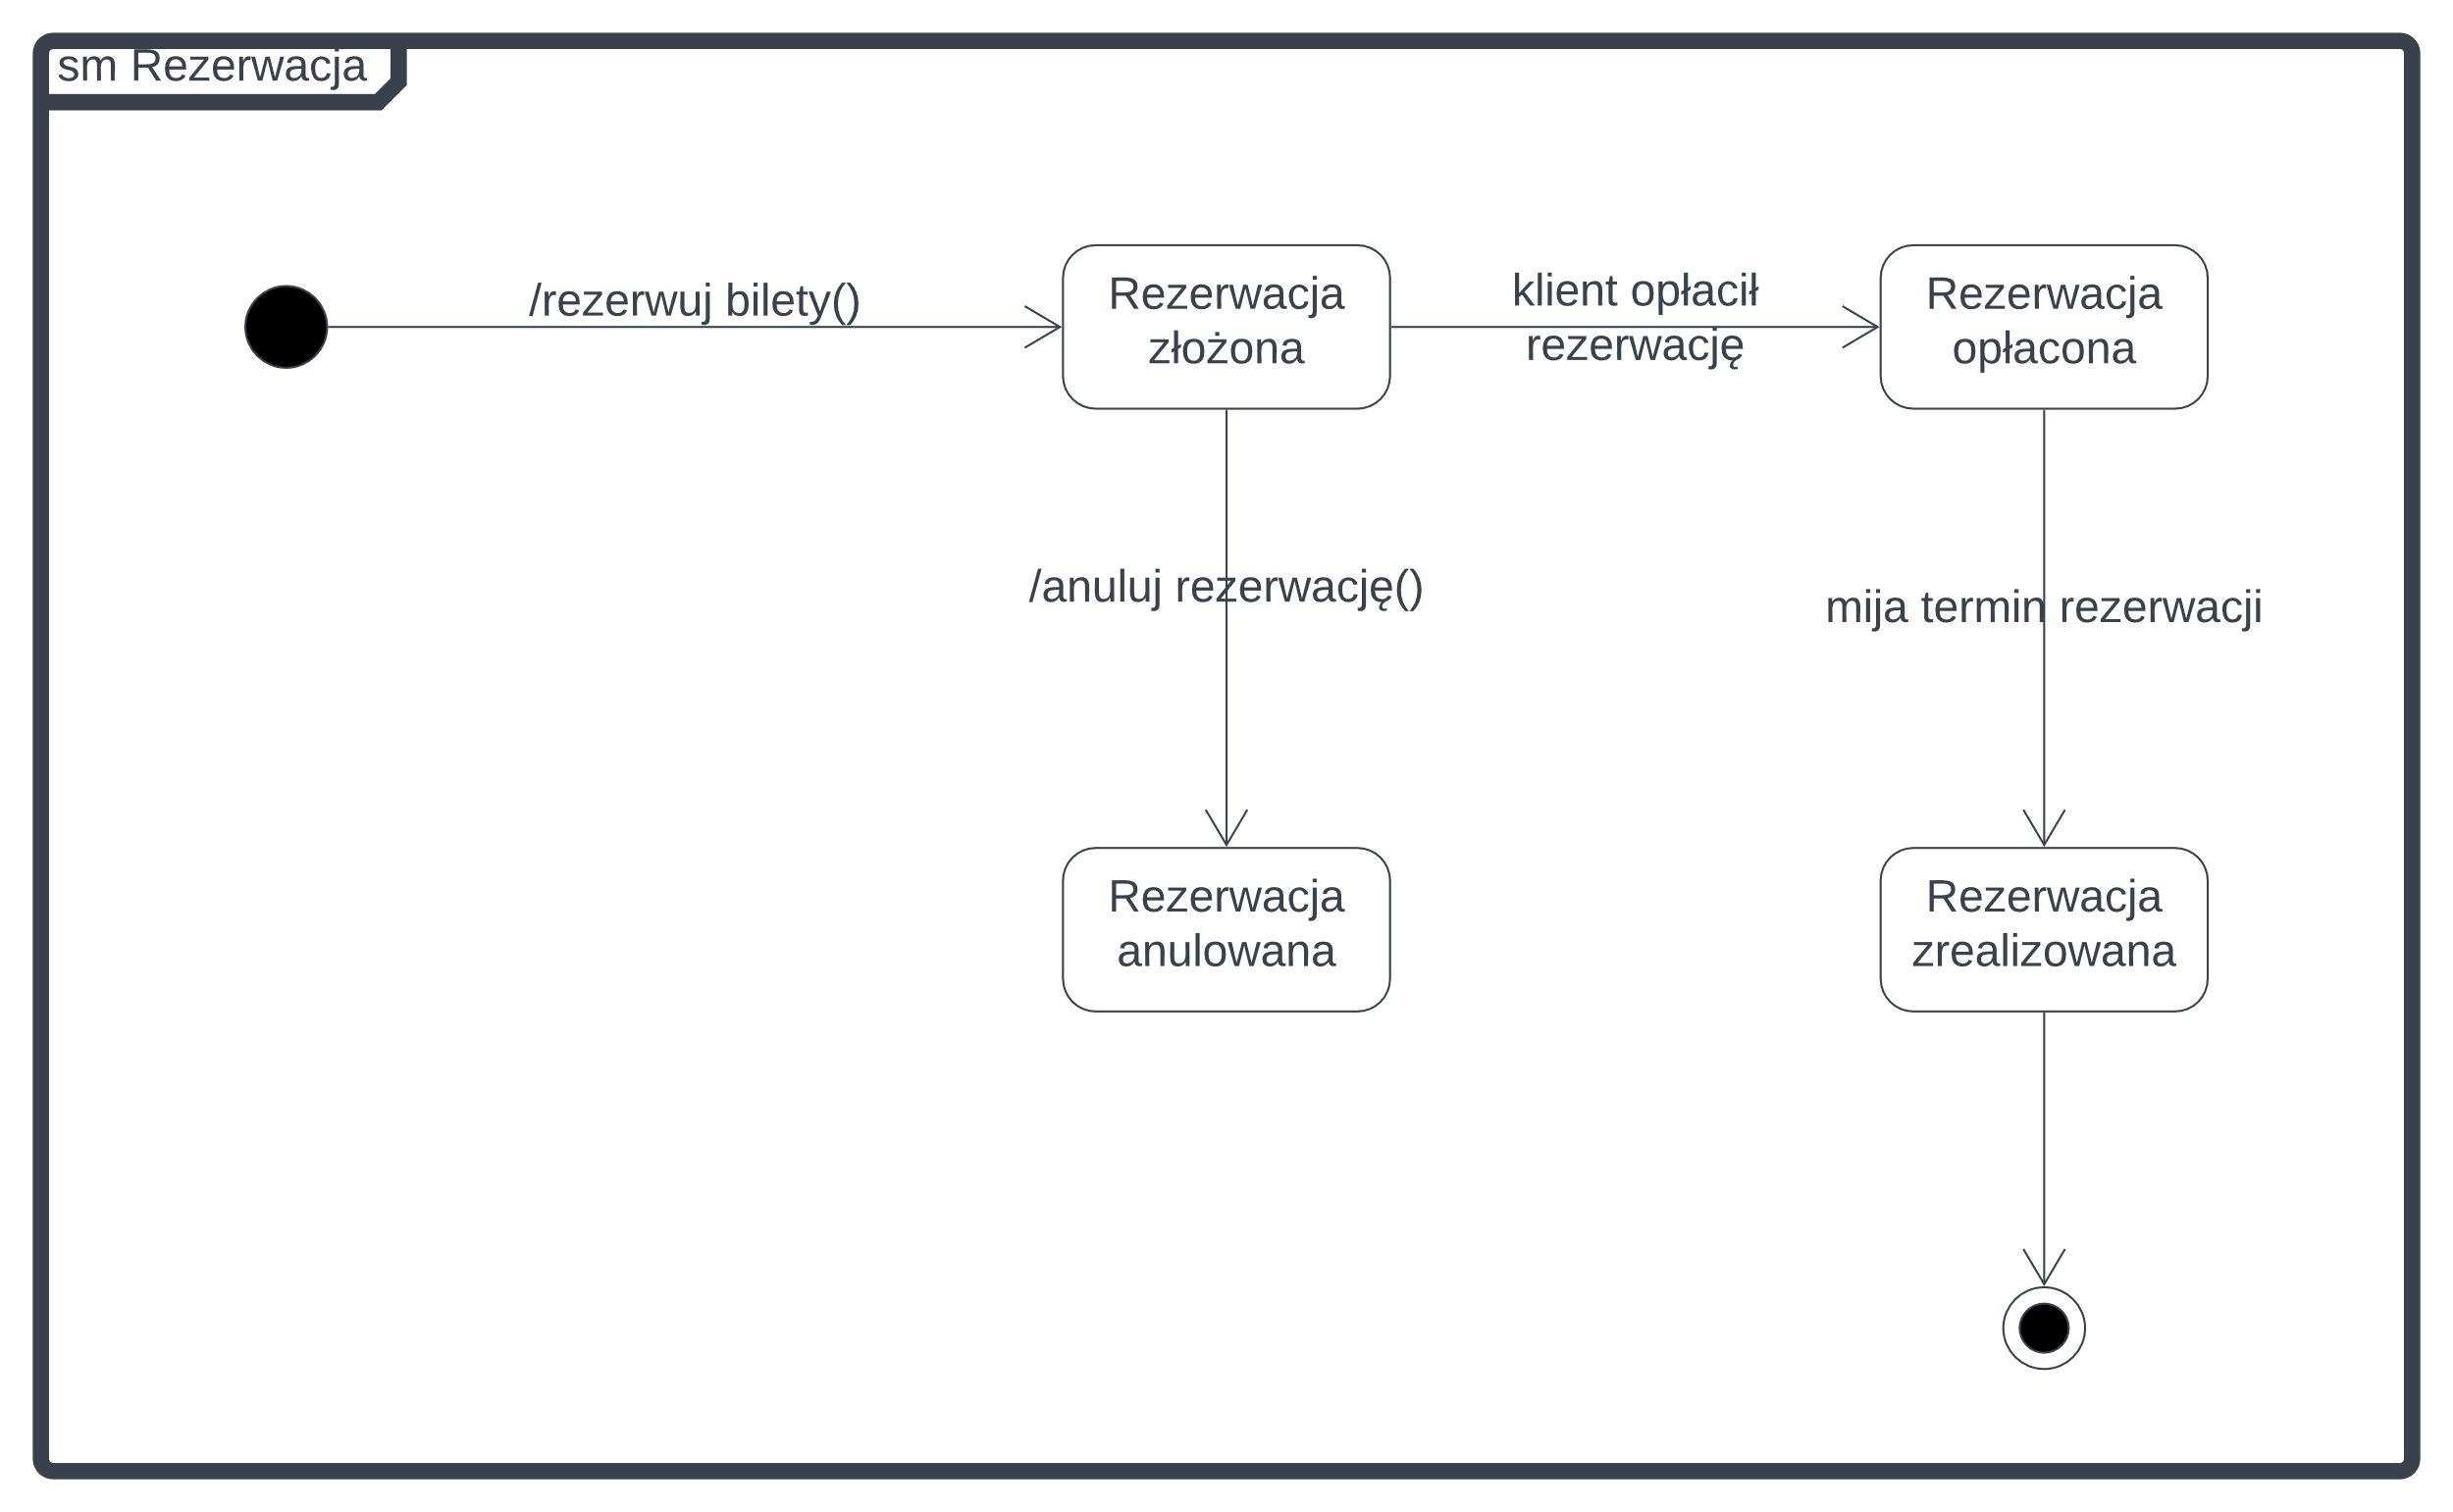 sm Rezerwacja
/rezerwuj bilety()
Rezerwacja
złożona
klient opłacił
rezerwację
Rezerwacja
opłacona
/anuluj rezerwację()
mija termin rezerwacji
Rezerwacja
anulowana
Rezerwacja
zrealizowana